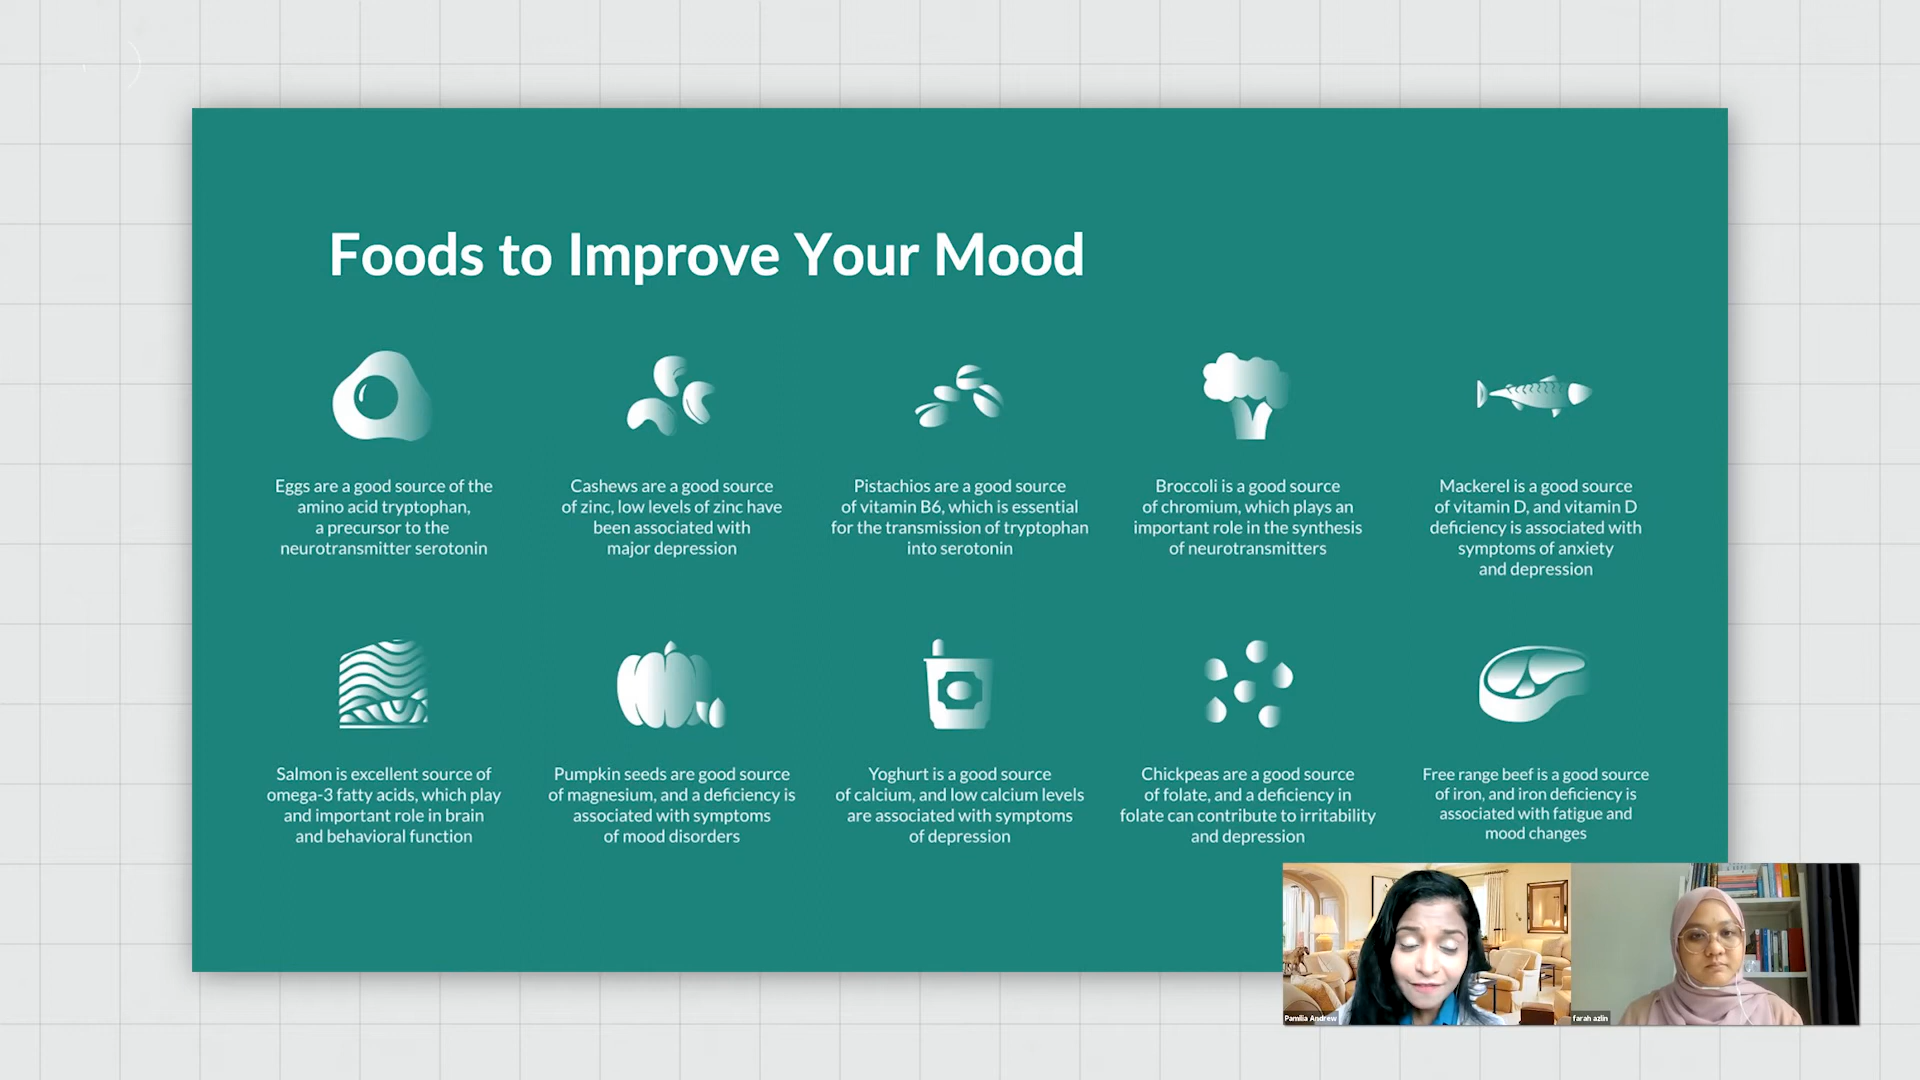 Foods to Improve Your Mood
Eggs are a good source of the
amino acid tryptophan,
a precursor to the
neurotransmitter serotonin
Cashews are a good source
of zinc, low levels of zinc have
been associated with
major depression
Pistachios are a good source
of vitamin B6, which is essential
for the transmission of tryptophan
into serotonin
Broccoli is a good source
of chromium, which plays an
important role in the synthesis
of neurotransmitters
Mackerel is a good source
of vitamin D, and vitamin D
deficiency is associated with
symptoms of anxiety
and depression
Salmon is excellent source of
omega-3 fatty acids, which play
and important role in brain
and behavioral function
Pumpkin seeds are good source
of magnesium, and a deficiency is
associated with symptoms
of mood disorders
Yoghurt is a good source
of calcium, and low calcium levels
are associated with symptoms
of depression
Chickpeas are a good source
of folate, and a deficiency in
folate can contribute to irritability
and depression
Free range beef is a good source
of iron, and iron deficiency is
associated with fatigue and
mood changes
Pamilia Andrew
farah azlin